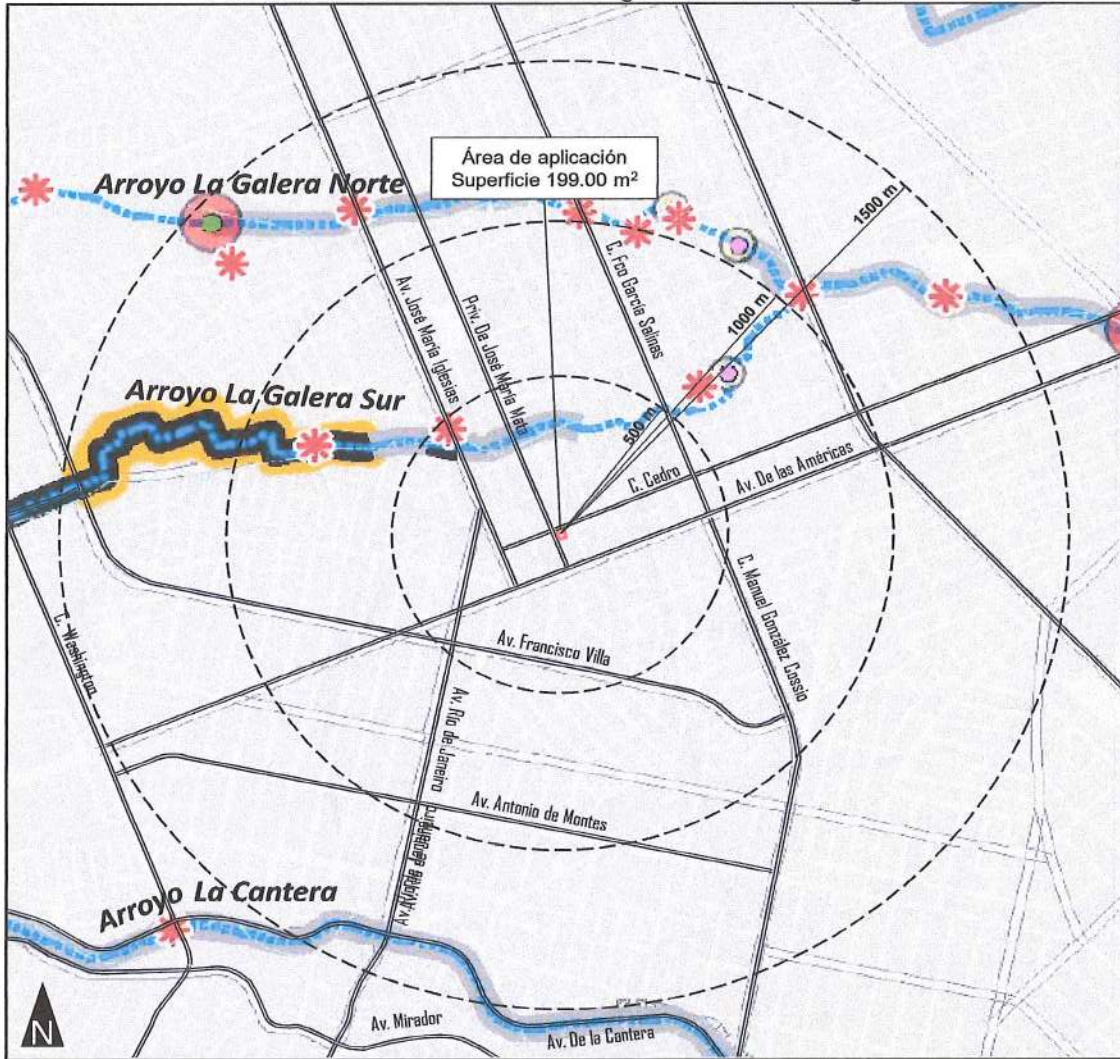 Área de aplicación
Superficie 199.00 m²
Arroyo La Galera Norte
1500 m
Av. José María Iglesias
Priv. De José María Mata
C. Fco García Salinas
1000 m
Arroyo La Galera Sur
500 m
C. Cedro
Av. De las Américas
C. Washington
Av. Francisco Villa
C. Manuel González Cossio
Av. Río de Janeiro
Av. Antonio de Montes
Arroyo La Cantera
Av. Mirador
Av. De la Cantera
N